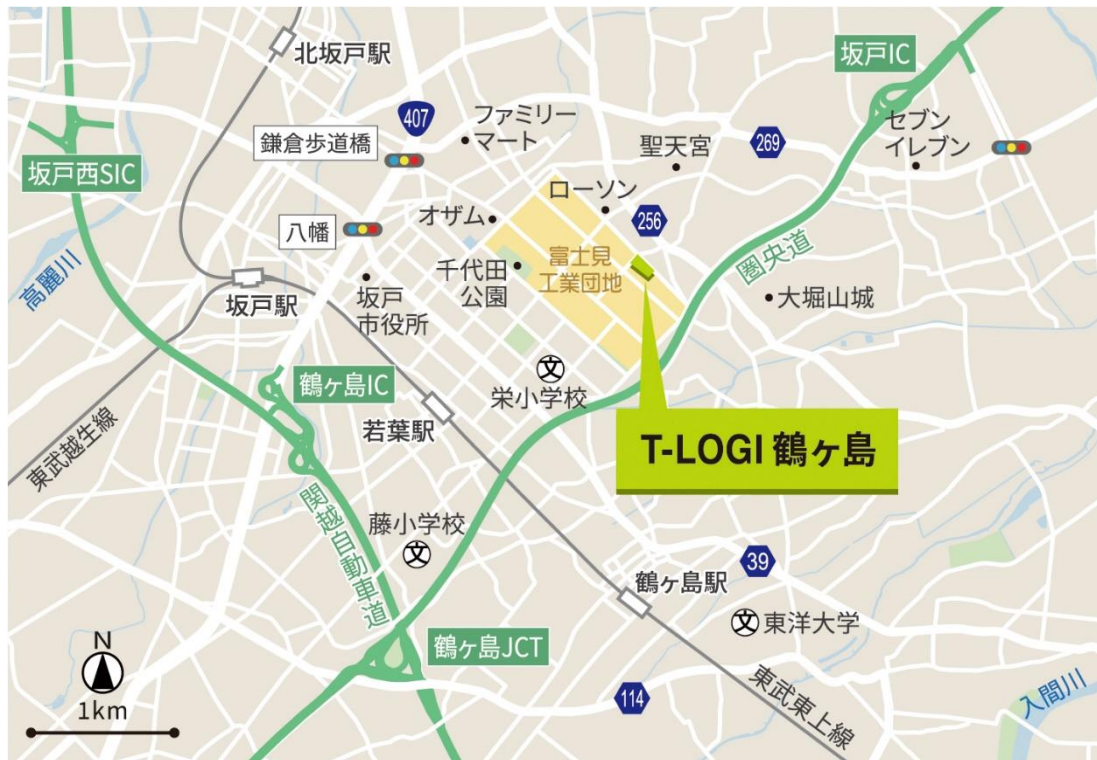 北坂戸駅
坂戸IC
407
ファミリー
マート
鎌倉歩道橋
聖天宮
269
セブン
イレブン
坂戸西SIC
ローソン
オザム
256
八幡
富士見
工業団地
圏央道
高麗川
千代田
公園
坂戸駅
坂戸
市役所
大堀山城
文
栄小学校
鶴ヶ島IC
若葉駅
東武越生線
T-LOGI 鶴ヶ島
関越自動車道
藤小学校
文
39
鶴ヶ島駅
文 東洋大学
N
鶴ヶ島JCT
1km
114
東武東上線
入間川